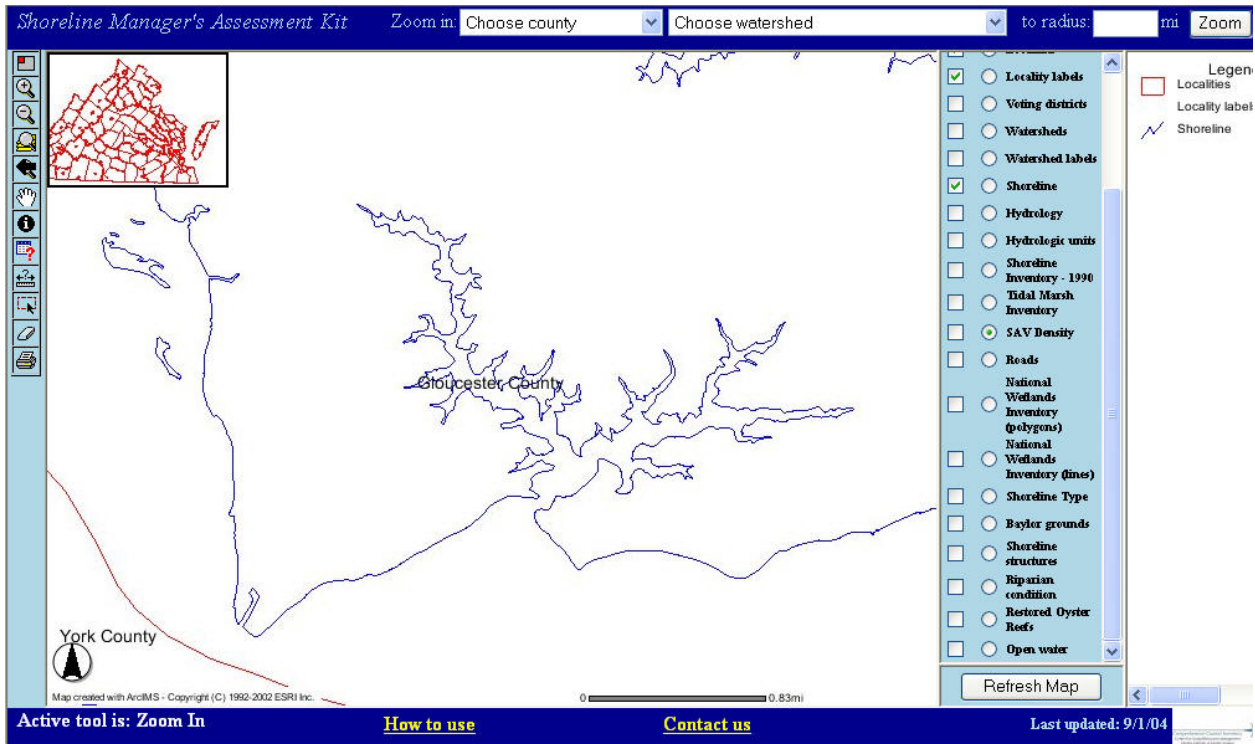 Shoreline Manager's Assessment Kit
Zoom in: Choose county Choose watershed to radius: mi Zoom
Locality labels
Voting districts
Watersheds
Watershed labels
Shoreline
Hydrology
Hydrologic units
Shoreline
Inventory - 1990
Tidal Marsh
Inventory
SAV Density
Roads
National
Wetlands
Inventory
(polygons)
National
Wetlands
Inventory (lines)
Shoreline Type
Baylor grounds
Shoreline
structures
Riparian
condition
Restored Oyster
Reefs
Open water
Refresh Map
Legen
Localities
Locality labels
Shoreline
Gloucester County
York County
Map created with ArcIMS - Copyright (C) 1992-2002 ESRI Inc.
0 0.83mi
Active tool is: Zoom In
How to use
Contact us
Last updated: 9/1/04